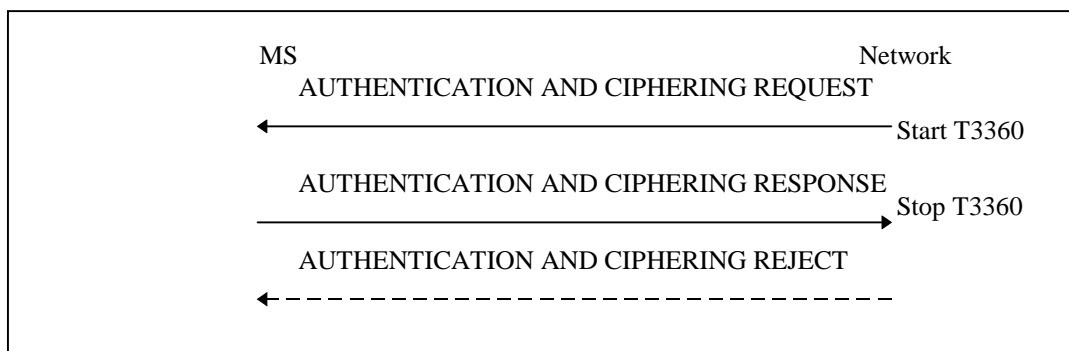 MS Network
AUTHENTICATION AND CIPHERING REQUEST
Start T3360
AUTHENTICATION AND CIPHERING RESPONSE
Stop T3360
AUTHENTICATION AND CIPHERING REJECT